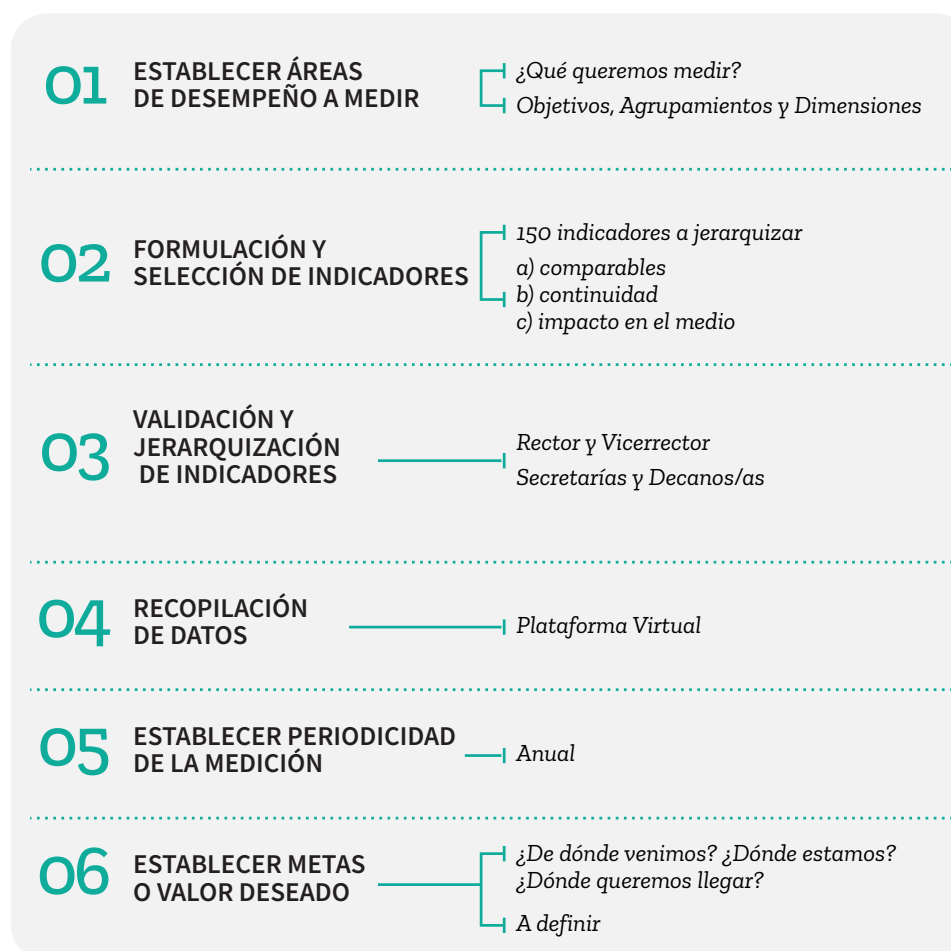 01
ESTABLECER ÁREAS
DE DESEMPEÑO A MEDIR
¿Qué queremos medir?
Objetivos, Agrupamientos y Dimensiones
02
FORMULACIÓN Y
SELECCIÓN DE INDICADORES
150 indicadores a jerarquizar
a) comparables
b) continuidad
c) impacto en el medio
03
VALIDACIÓN Y
JERARQUIZACIÓN
DE INDICADORES
Rector y Vicerrector
Secretarías y Decanos/as
04
RECOPILACIÓN
DE DATOS
Plataforma Virtual
05
ESTABLECER PERIODICIDAD
DE LA MEDICIÓN
Anual
06
ESTABLECER METAS
O VALOR DESEADO
¿De dónde venimos? ¿Dónde estamos?
¿Dónde queremos llegar?
A definir